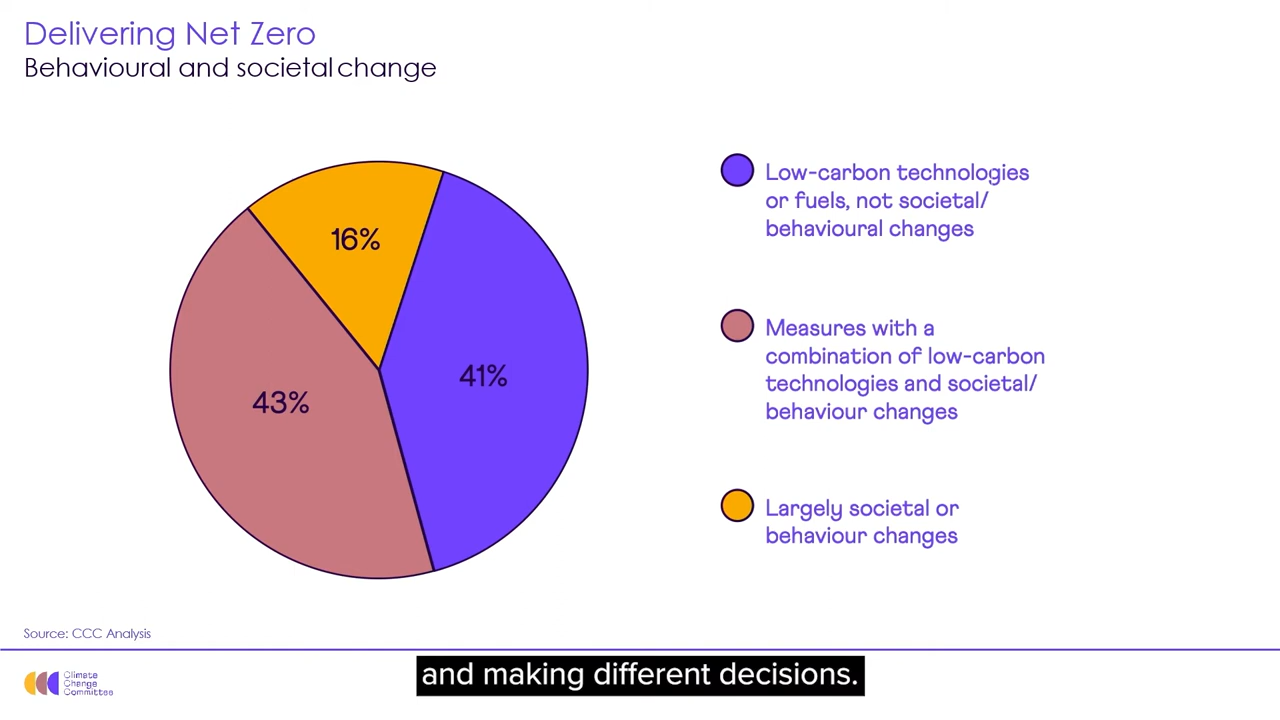 Delivering Net Zero
Behavioural and societal change
16%
41%
43%
Low-carbon technologies
or fuels, not societal/
behavioural changes
Measures with a
combination of low-carbon
technologies and societal/
behaviour changes
Largely societal or
behaviour changes
Source: CCC Analysis
Climate
Change
Committee
and making different decisions.